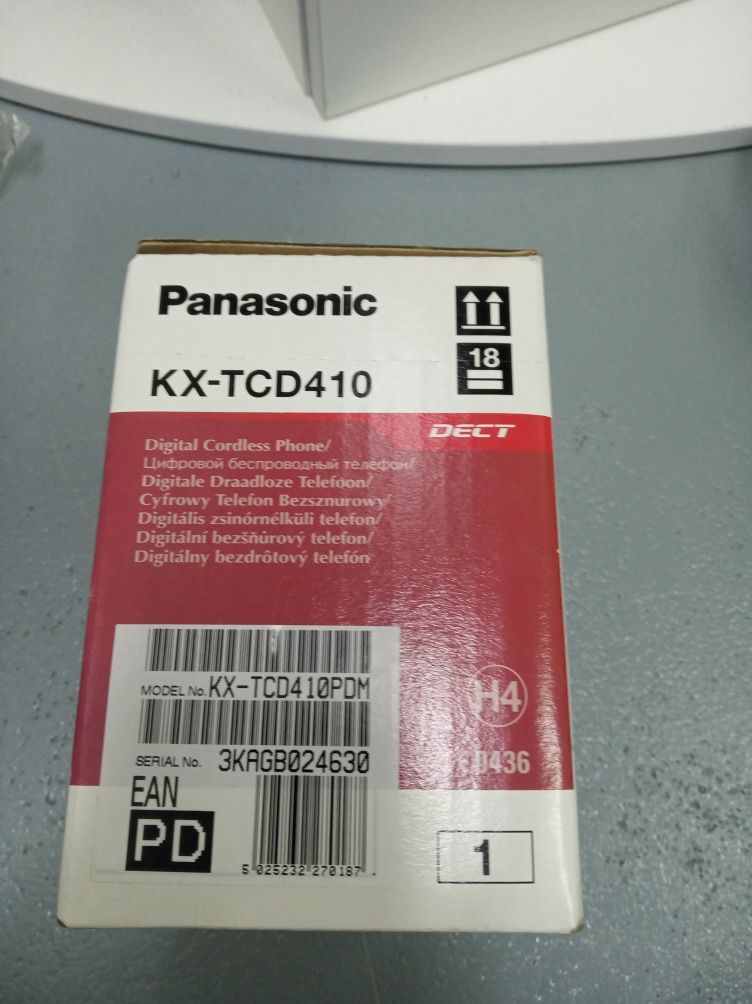 Panasonic
18
KX-TCD410
DECT
Digital Cordless Phone/
Цифровой беспроводный телефон/
Digitale Draadloze Telefoon/
Cyfrowy Telefon Bezsznurowy/
Digitális zsinórnélküli telefon/
Digitální bezšňůrový telefon/
Digitálny bezdrôtový telefón
MODEL No. KX-TCD410PDM
H4
SERIAL No. 3KAGB024630
EAN
PD
5 025232 270187 .
1